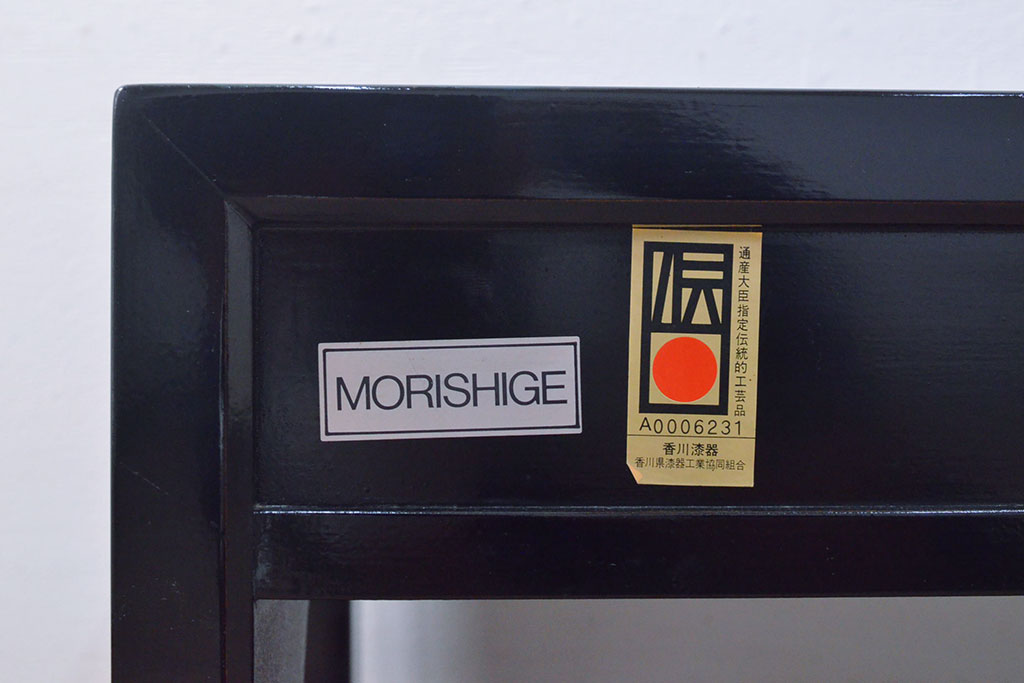 MORISHIGE
伝
通産大臣指定伝統的工芸品
A0006231
香川漆器
香川県漆器工業協同組合